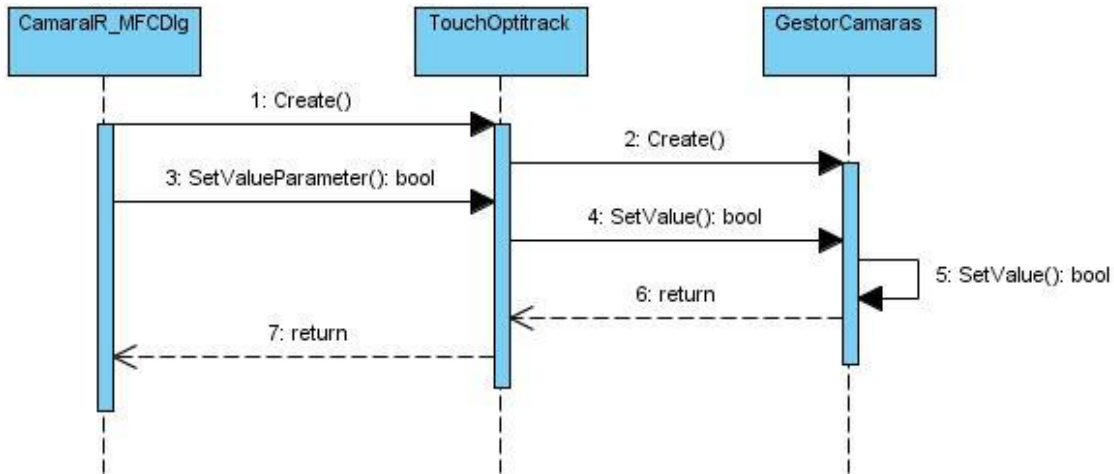 CamaraIR_MFCDlg
TouchOptitrack
GestorCamaras
1: Create()
2: Create()
3: SetValueParameter(): bool
4: SetValue(): bool
5: SetValue(): bool
6: return
7: return